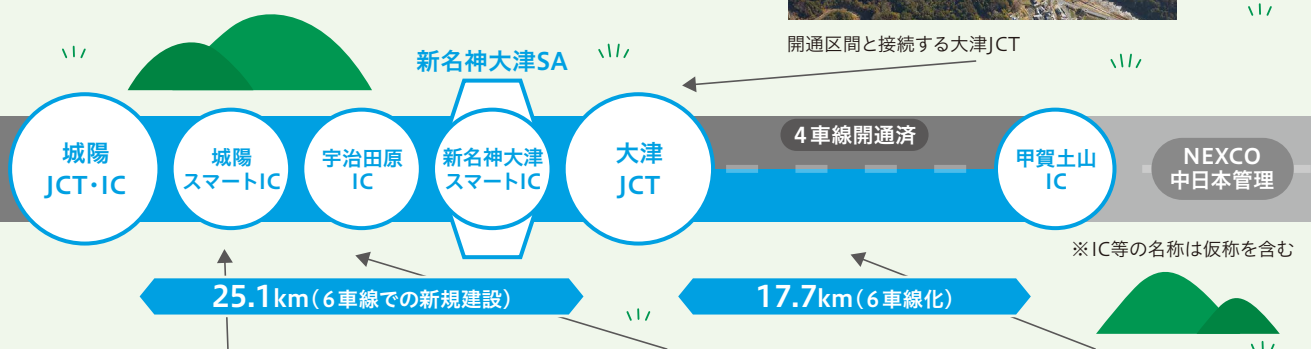 開通区間と接続する大津JCT
新名神大津SA
城陽
JCT・IC
城陽
スマートIC
宇治田原
IC
新名神大津
スマートIC
大津
JCT
4車線開通済
甲賀土山
IC
NEXCO
中日本管理
※IC等の名称は仮称を含む
25.1km（6車線での新規建設）
17.7km（6車線化）